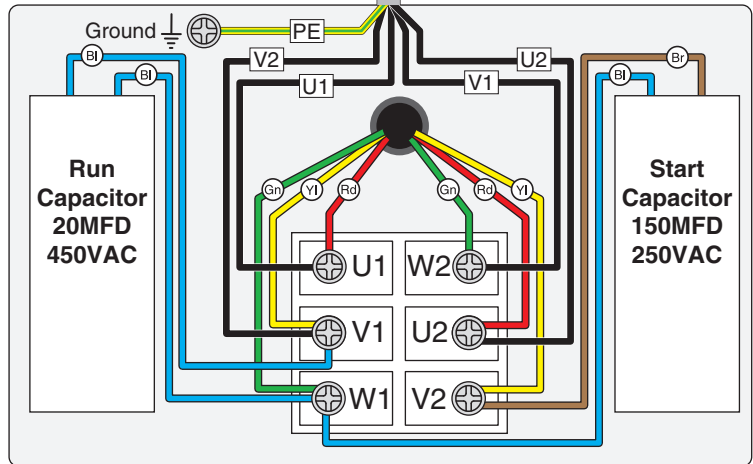 Ground
PE
V2
U2
U1
V1
Bl
Bl
Bl
Br
Run
Capacitor
20MFD
450VAC
Start
Capacitor
150MFD
250VAC
Gn
Yl
Rd
Gn
Rd
Yl
U1
W2
V1
U2
W1
V2